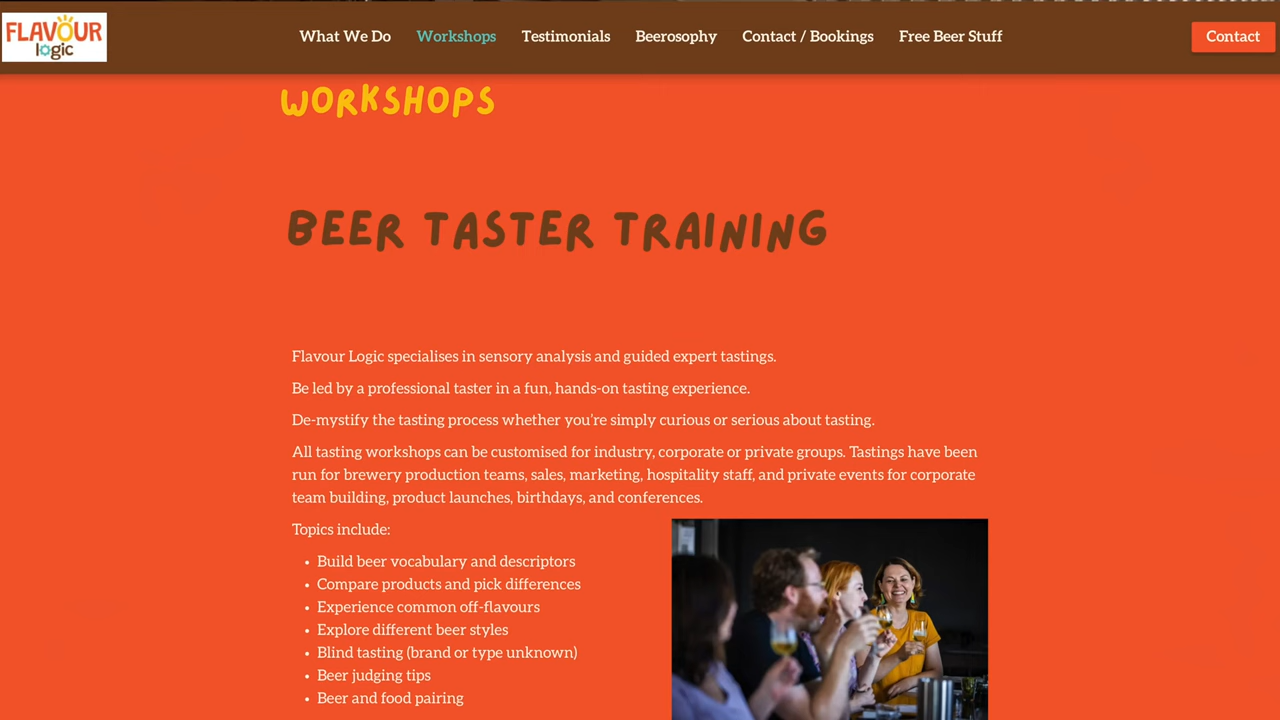 FLAVOUR
logic
What We Do
Workshops
Testimonials
Beerosophy
Contact / Bookings
Free Beer Stuff
Contact
WORKSHOPS
BEER TASTER TRAINING
Flavour Logic specialises in sensory analysis and guided expert tastings.
Be led by a professional taster in a fun, hands-on tasting experience.
De-mystify the tasting process whether you’re simply curious or serious about tasting.
All tasting workshops can be customised for industry, corporate or private groups. Tastings have been
run for brewery production teams, sales, marketing, hospitality staff, and private events for corporate
team building, product launches, birthdays, and conferences.
Topics include:
• Build beer vocabulary and descriptors
• Compare products and pick differences
• Experience common off-flavours
• Explore different beer styles
• Blind tasting (brand or type unknown)
• Beer judging tips
• Beer and food pairing